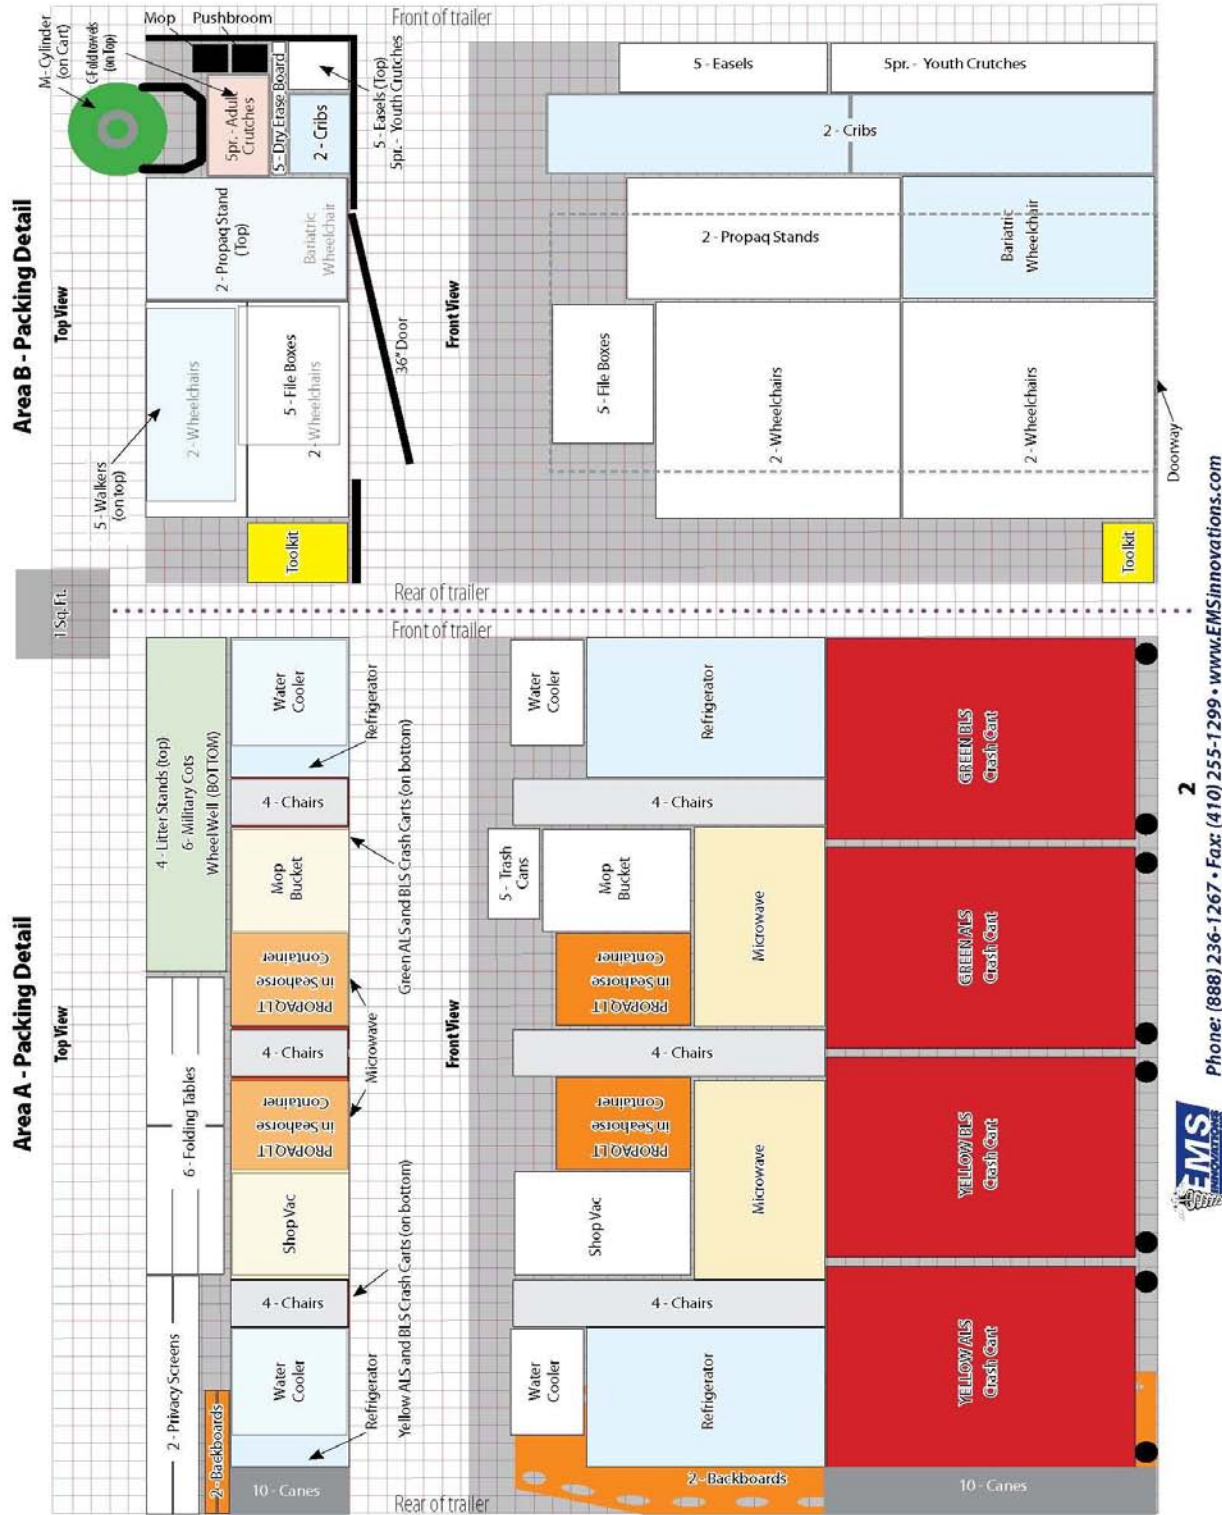 Area A - Packing Detail
Top View
2 - Privacy Screens
6 - Folding Tables
4 - Litter Stands (top)
6- Military Cots
Wheel Well (BOTTOM)
2 - Backboards
10 - Canes
Water
Cooler
4 - Chairs
Shop Vac
PROPAQ LT
in Seahorse
Container
4 - Chairs
PROPAQ LT
in Seahorse
Container
Mop
Bucket
4 - Chairs
Water
Cooler
Refrigerator
Yellow ALS and BLS Crash Carts (on bottom)
Microwave
Green ALS and BLS Crash Carts (on bottom)
Refrigerator
Rear of trailer
Front View
Front of trailer
Water
Cooler
Refrigerator
2 - Backboards
4 - Chairs
Shop Vac
PROPAQ LT
in Seahorse
Container
Microwave
4 - Chairs
PROPAQ LT
in Seahorse
Container
5 - Trash
Cans
Mop
Bucket
Microwave
4 - Chairs
Water
Cooler
Refrigerator
10 - Canes
YELLOW ALS
Crash Cart
YELLOW BLS
Crash Cart
GREEN ALS
Crash Cart
GREEN BLS
Crash Cart
1 Sq. Ft.
Area B - Packing Detail
Top View
5 - Walkers
(on top)
2 - Wheelchairs
5 - File Boxes
2 - Wheelchairs
Toolkit
2 - Propaq Stand
(Top)
Bariatric
Wheelchair
M- Cylinder
(on Cart)
C-Fold towels
(on Top)
Mop
Pushbroom
5pr. - Adult
Crutches
5 - Dry Erase Board
2 - Cribs
5 - Easels (Top)
5pr. - Youth Crutches
36" Door
Rear of trailer
Front View
Front of trailer
5 - File Boxes
2 - Wheelchairs
2 - Wheelchairs
Toolkit
2 - Propaq Stands
Bariatric
Wheelchair
2 - Cribs
5 - Easels
5pr. - Youth Crutches
Doorway
EMS
INNOVATIONS
2
Phone: (888) 236-1267 • Fax: (410) 255-1299 • www.EMSinnovations.com